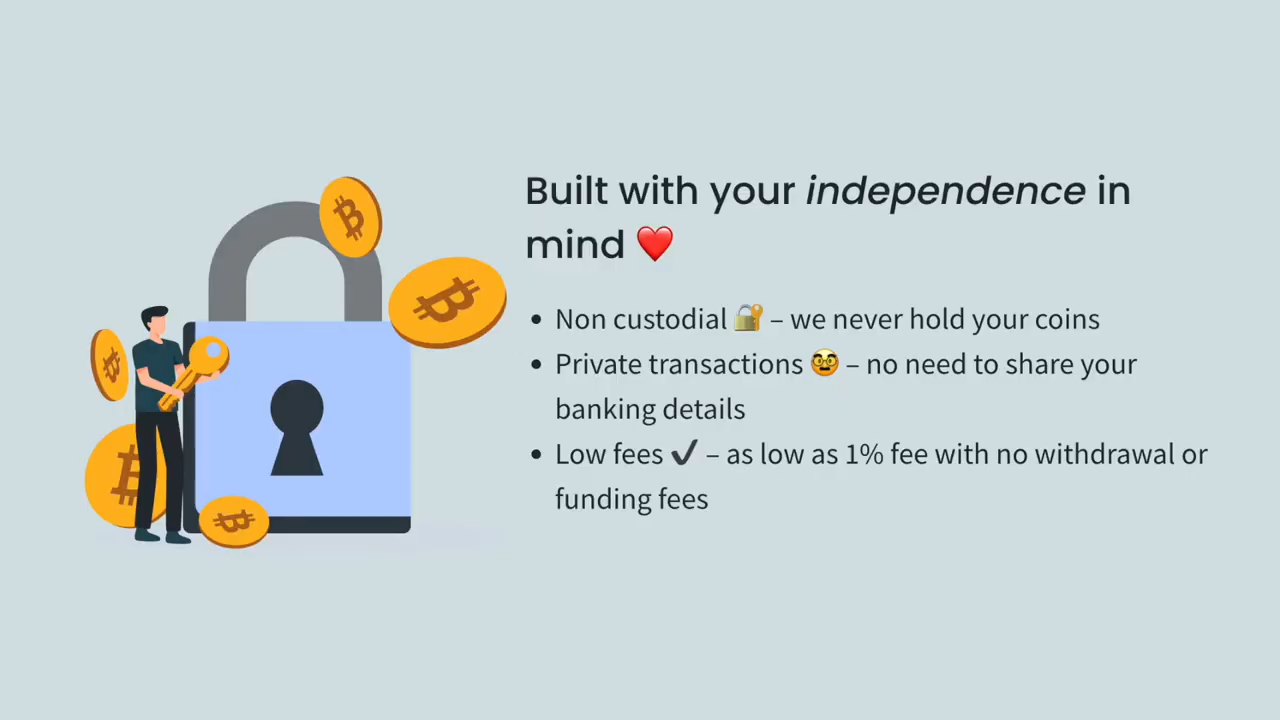 Built with your independence in
mind ❤️
• Non custodial 🔐 – we never hold your coins
• Private transactions 🥸 – no need to share your
banking details
• Low fees ✔️ – as low as 1% fee with no withdrawal or
funding fees